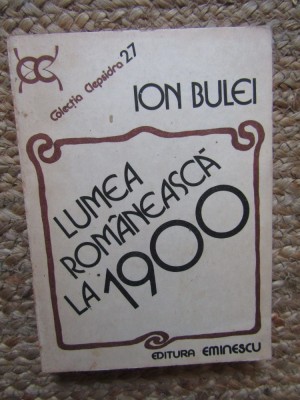 Colecția Clepsidra 27
ION BULEI
LUMEA
ROMÂNEASCĂ
LA 1900
EDITURA EMINESCU